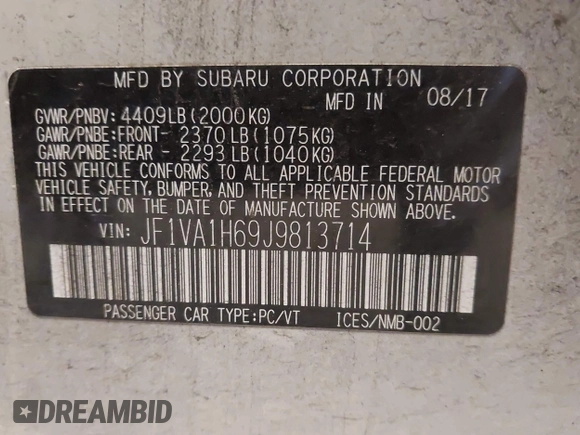 MFD BY SUBARU CORPORATION
MFD IN 08/17
GVWR/PNBV: 4409LB (2000KG)
GAWR/PNBE:FRONT- 2370LB(1075KG)
GAWR/PNBE:REAR - 2293LB(1040KG)
THIS VEHICLE CONFORMS TO ALL APPLICABLE FEDERAL MOTOR
VEHICLE SAFETY, BUMPER, AND THEFT PREVENTION STANDARDS
IN EFFECT ON THE DATE OF MANUFACTURE SHOWN ABOVE.
VIN: JF1VA1H69J9813714
PASSENGER CAR TYPE:PC/VT ICES/NMB-002
DREAMBID